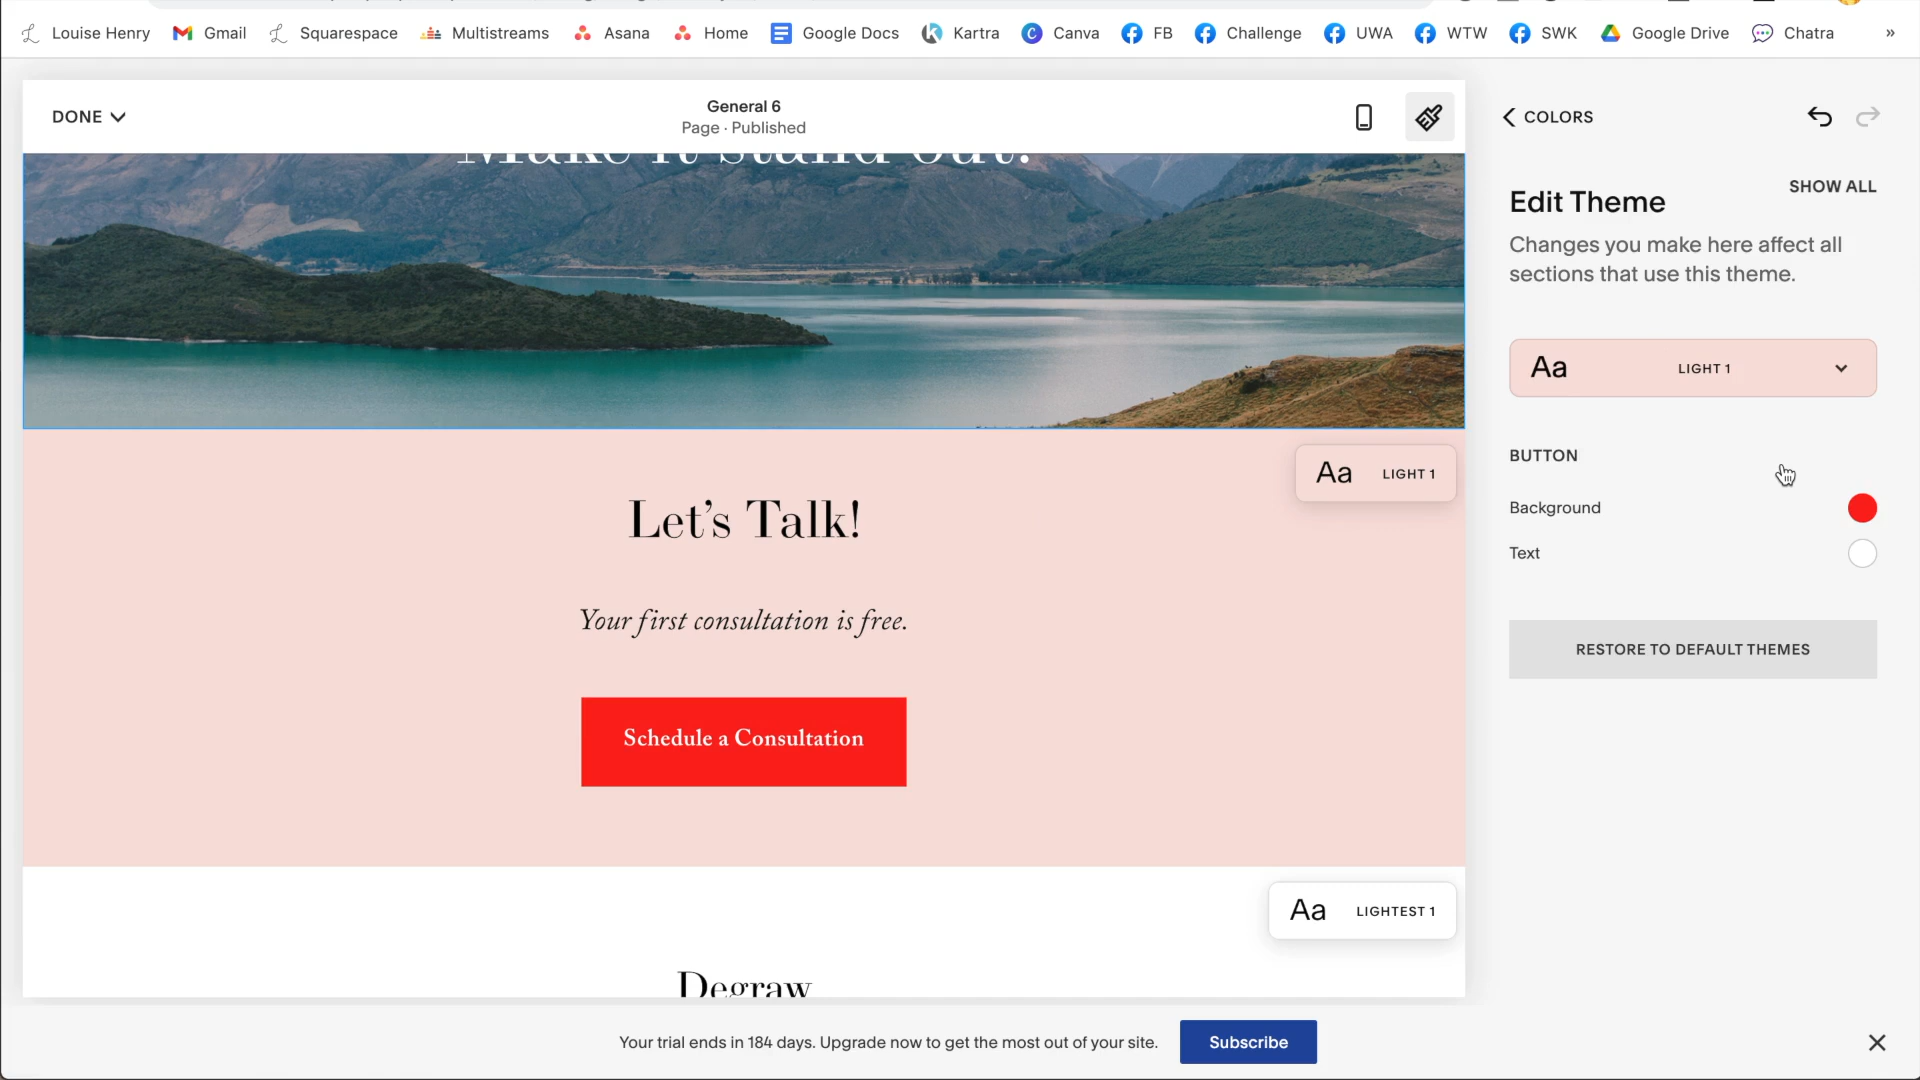 Louise Henry Gmail Squarespace Multistreams Asana Home Google Docs Kartra Canva FB Challenge UWA WTW SWK Google Drive Chatra »
DONE
General 6
Page · Published
Make it stand out.
Let's Talk!
Your first consultation is free.
Schedule a Consultation
Aa LIGHT 1
Aa LIGHTEST 1
Degraw
COLORS
SHOW ALL
Edit Theme
Changes you make here affect all
sections that use this theme.
Aa LIGHT 1
BUTTON
Background
Text
RESTORE TO DEFAULT THEMES
Your trial ends in 184 days. Upgrade now to get the most out of your site.
Subscribe